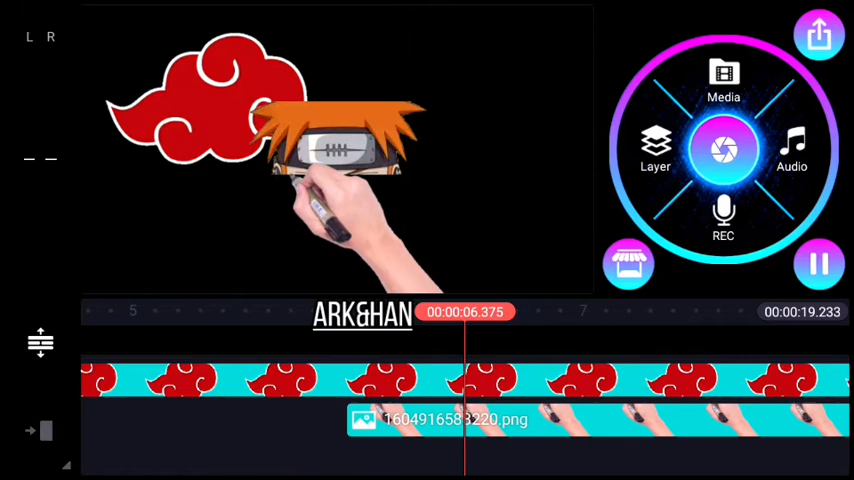 L R
Media
Layer
Audio
REC
5
ARK&HAN
00:00:06.375
7
00:00:19.233
1604916583220.png